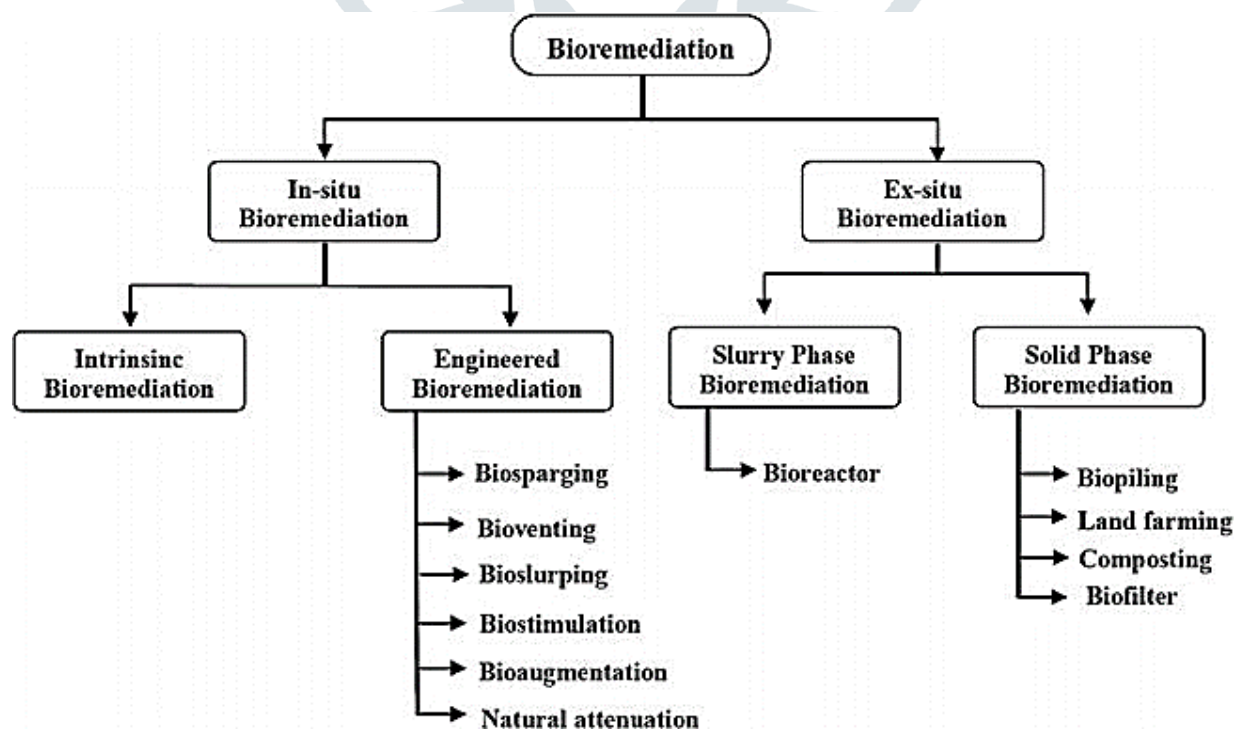 Bioremediation
In-situ
Bioremediation
Ex-situ
Bioremediation
Intrinsinc
Bioremediation
Engineered
Bioremediation
Slurry Phase
Bioremediation
Solid Phase
Bioremediation
Biosparging
Bioventing
Bioslurping
Biostimulation
Bioaugmentation
Natural attenuation
Bioreactor
Biopiling
Land farming
Composting
Biofilter